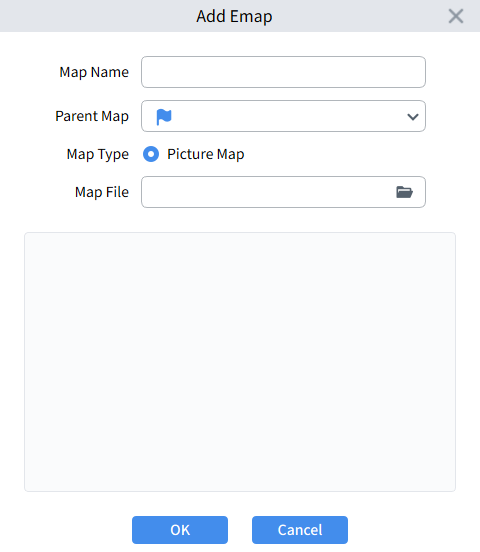 Add Emap
Map Name
Parent Map
Map Type Picture Map
Map File
OK Cancel